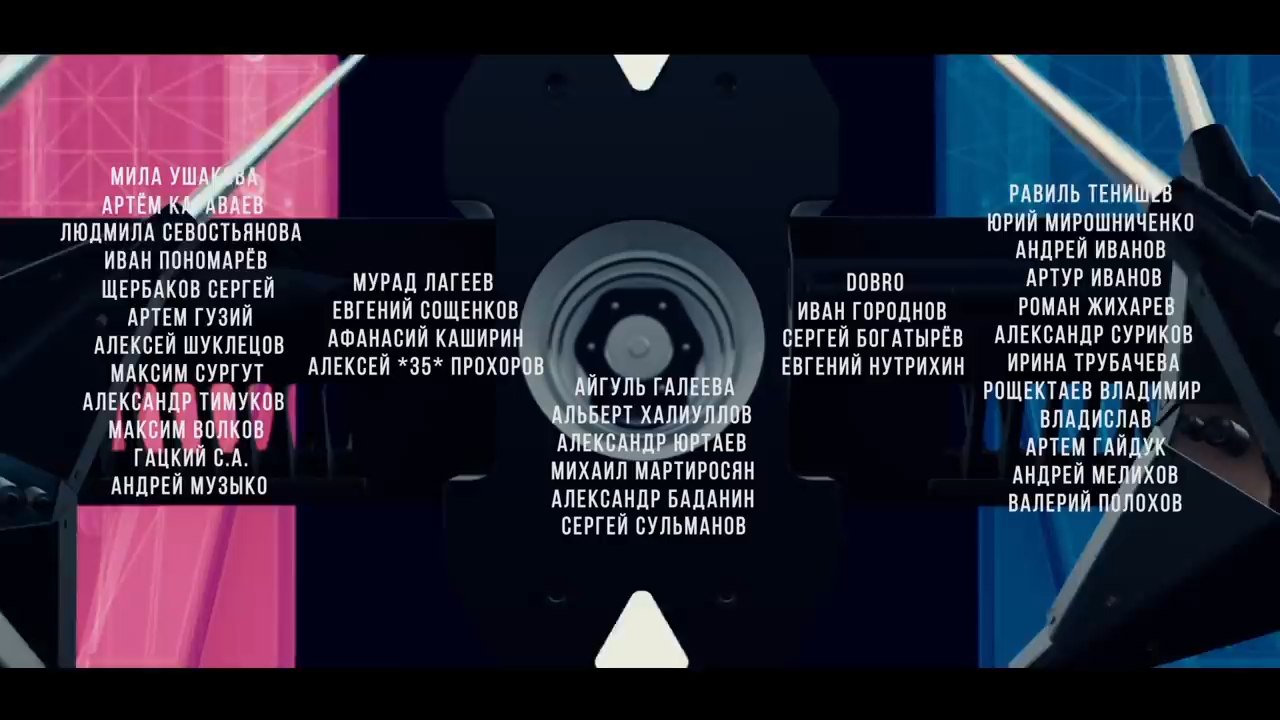 МИЛА УШАКОВА
АРТЁМ
ЛЮДМИЛА СЕВОСТЬЯНОВА
ИВАН ПОНОМАРЁВ
ЩЕРБАКОВ СЕРГЕЙ
АРТЕМ ГУЗИЙ
АЛЕКСЕЙ ШУКЛЕЦОВ
МАКСИМ СУРГУТ
АЛЕКСАНДР ТИМУКОВ
МАКСИМ ВОЛКОВ
ГАЦКИЙ С.А.
АНДРЕЙ МУЗЫКО
МУРАД ЛАГЕЕВ
ЕВГЕНИЙ СОЩЕНКОВ
АФАНАСИЙ КАШИРИН
АЛЕКСЕЙ *35* ПРОХОРОВ
АЙГУЛЬ ГАЛЕЕВА
АЛЬБЕРТ ХАЛИУЛЛОВ
АЛЕКСАНДР ЮРТАЕВ
МИХАИЛ МАРТИРОСЯН
АЛЕКСАНДР БАДАНИН
СЕРГЕЙ СУЛЬМАНОВ
DOBRO
ИВАН ГОРОДНОВ
СЕРГЕЙ БОГАТЫРЁВ
ЕВГЕНИЙ НУТРИХИН
РАВИЛЬ ТЕНИШЕВ
ЮРИЙ МИРОШНИЧЕНКО
АНДРЕЙ ИВАНОВ
АРТУР ИВАНОВ
РОМАН ЖИХАРЕВ
АЛЕКСАНДР СУРИКОВ
ИРИНА ТРУБАЧЕВА
РОЩЕКТАЕВ ВЛАДИМИР
ВЛАДИСЛАВ
АРТЕМ ГАЙДУК
АНДРЕЙ МЕЛИХОВ
ВАЛЕРИЙ ПОЛОХОВ